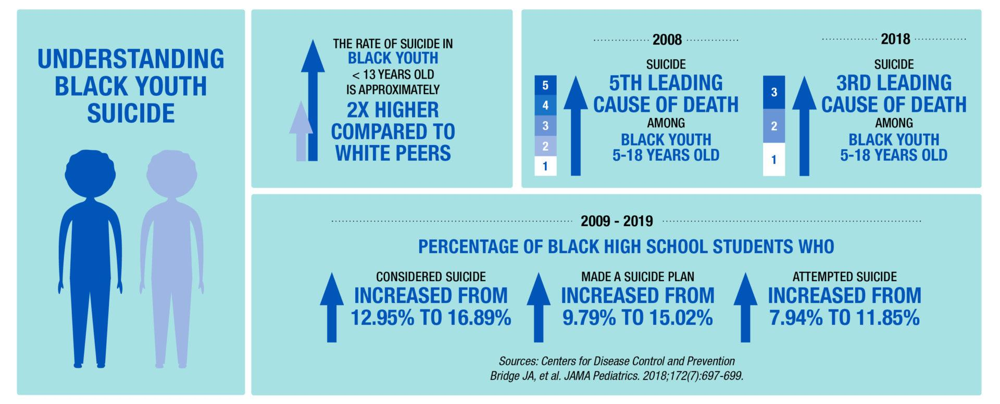 UNDERSTANDING
BLACK YOUTH
SUICIDE
THE RATE OF SUICIDE IN
BLACK YOUTH
< 13 YEARS OLD
IS APPROXIMATELY
2X HIGHER
COMPARED TO
WHITE PEERS
2008
SUICIDE
5TH LEADING
CAUSE OF DEATH
AMONG
BLACK YOUTH
5-18 YEARS OLD
5
4
3
2
1
2018
SUICIDE
3RD LEADING
CAUSE OF DEATH
AMONG
BLACK YOUTH
5-18 YEARS OLD
3
2
1
2009 - 2019
PERCENTAGE OF BLACK HIGH SCHOOL STUDENTS WHO
CONSIDERED SUICIDE
INCREASED FROM
12.95% TO 16.89%
MADE A SUICIDE PLAN
INCREASED FROM
9.79% TO 15.02%
ATTEMPTED SUICIDE
INCREASED FROM
7.94% TO 11.85%
Sources: Centers for Disease Control and Prevention
Bridge JA, et al. JAMA Pediatrics. 2018;172(7):697-699.